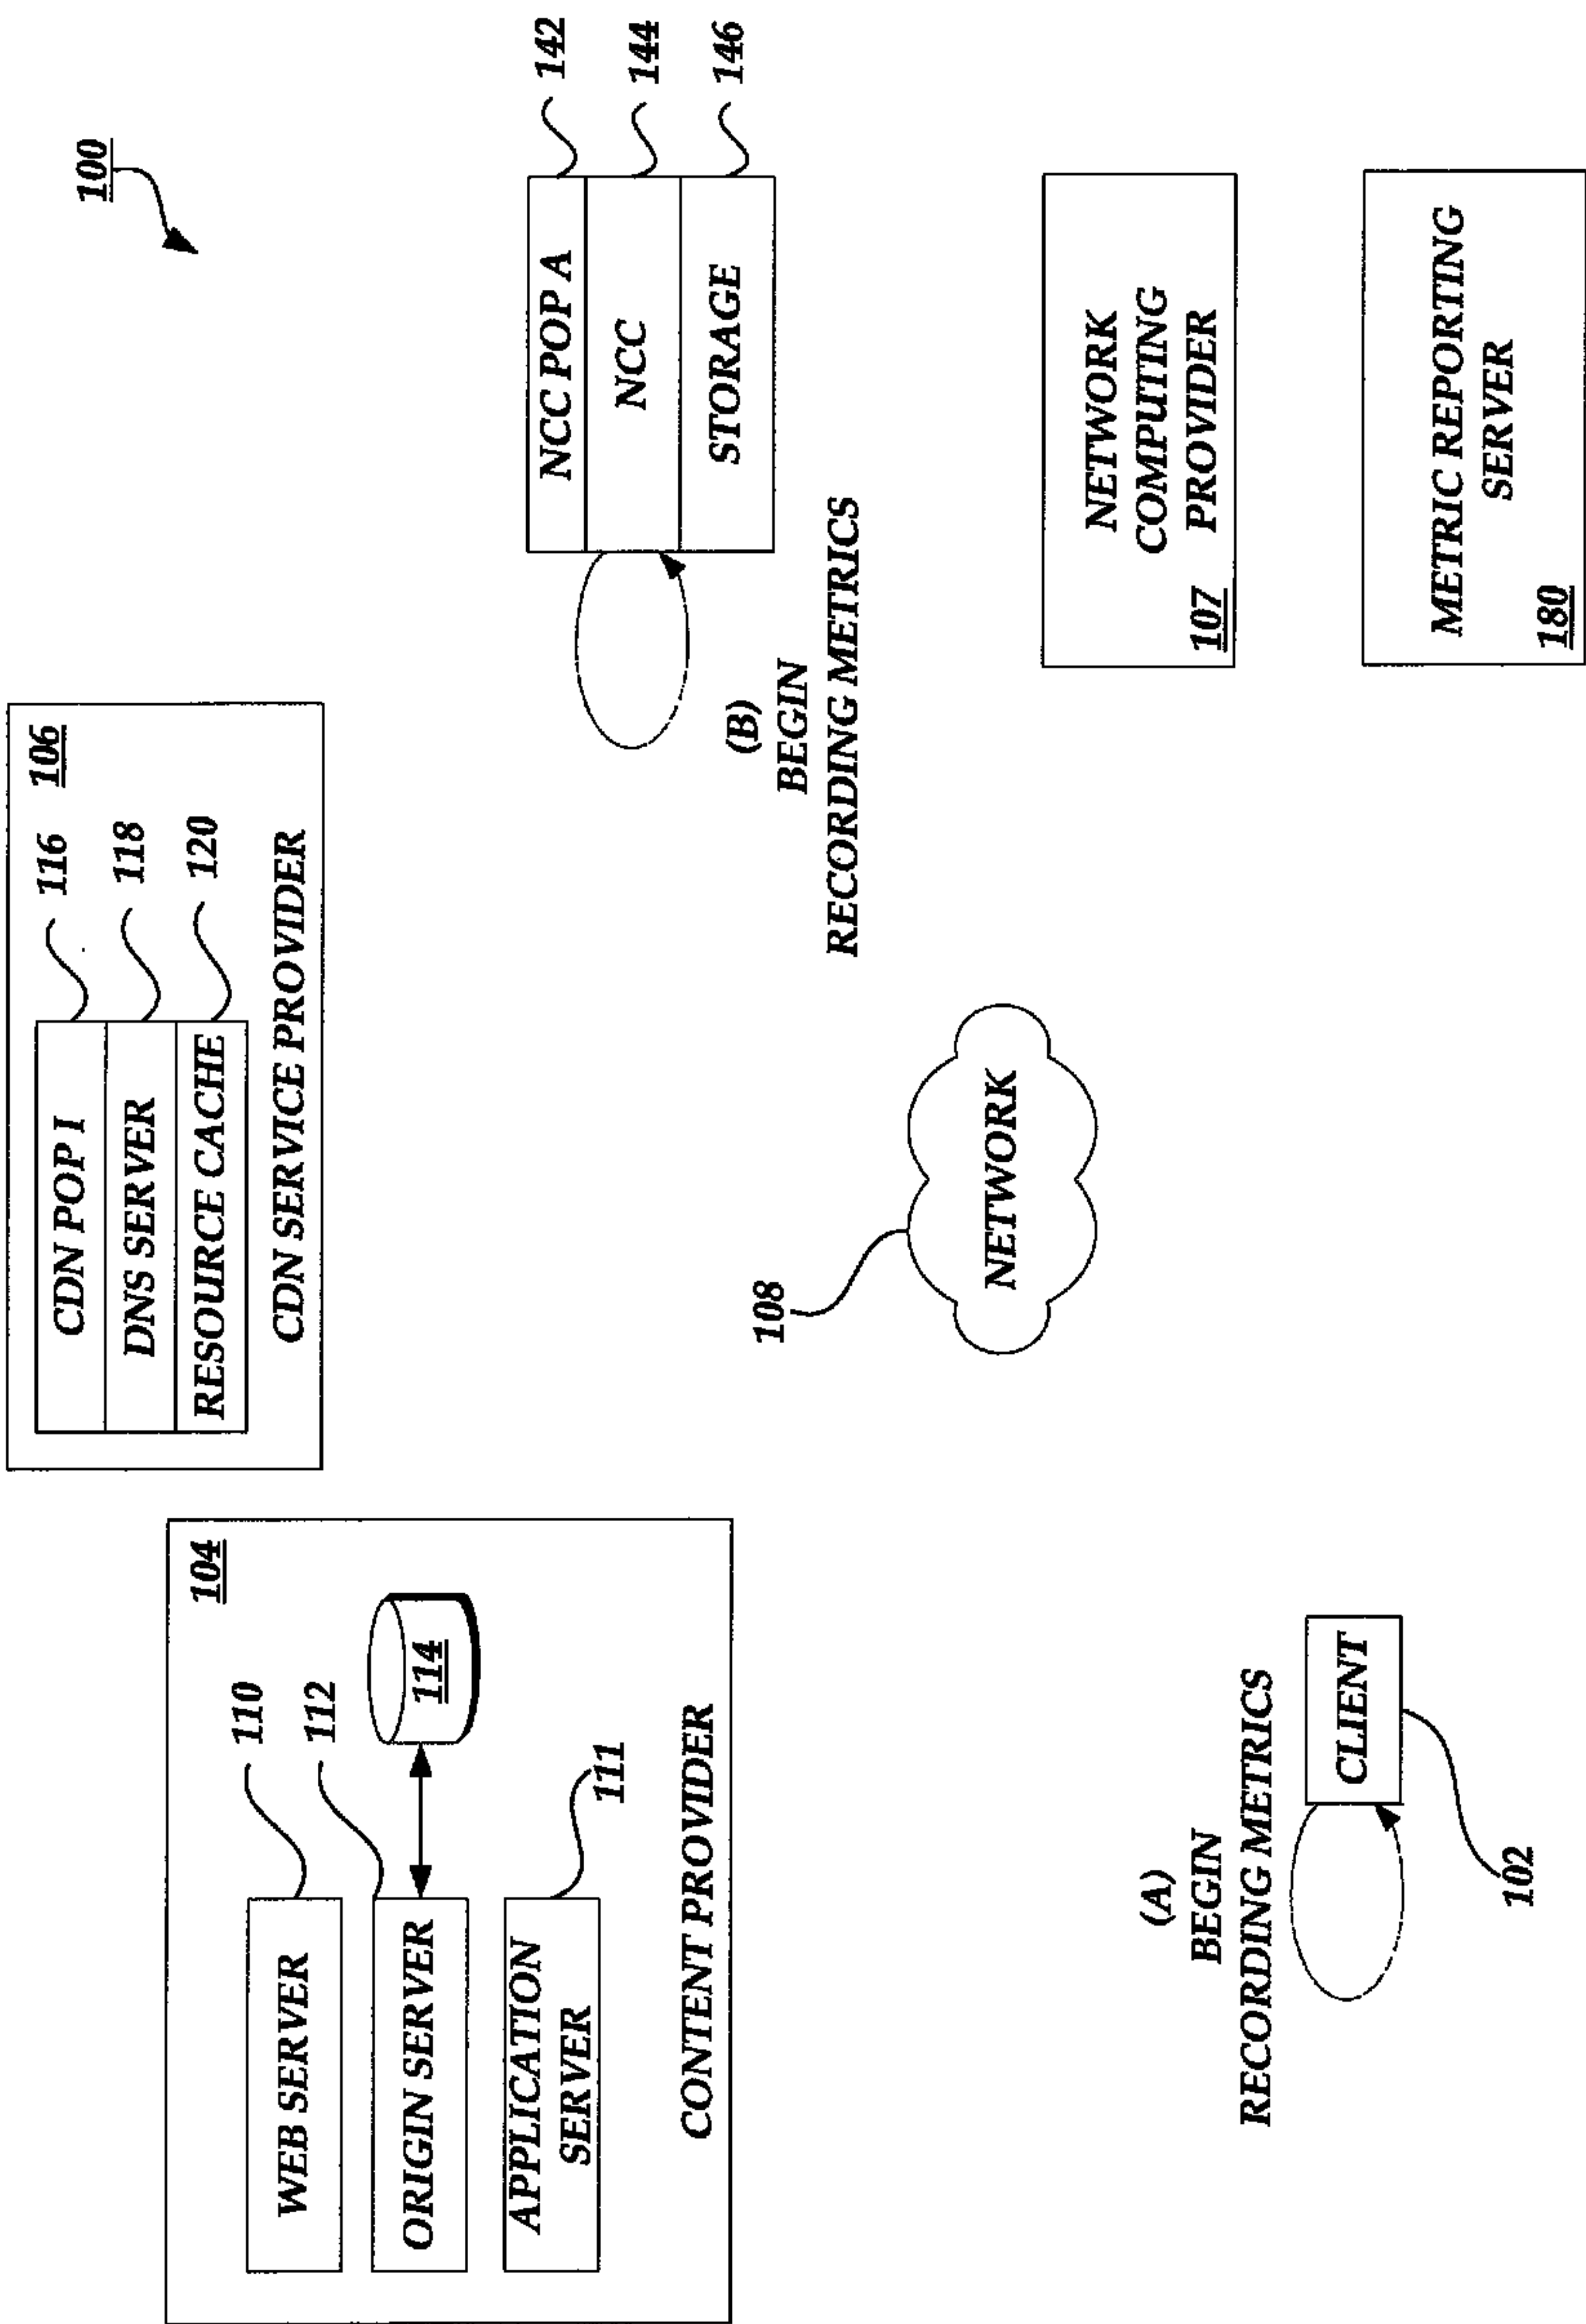 100
104
WEB SERVER
110
ORIGIN SERVER
112
114
APPLICATION
SERVER
111
CONTENT PROVIDER
106
CDN POP I
116
DNS SERVER
118
RESOURCE CACHE
120
CDN SERVICE PROVIDER
NCC POP A
142
NCC
144
STORAGE
146
(B)
BEGIN
RECORDING METRICS
108
NETWORK
(A)
BEGIN
RECORDING METRICS
CLIENT
102
NETWORK
COMPUTING
PROVIDER
107
METRIC REPORTING
SERVER
180